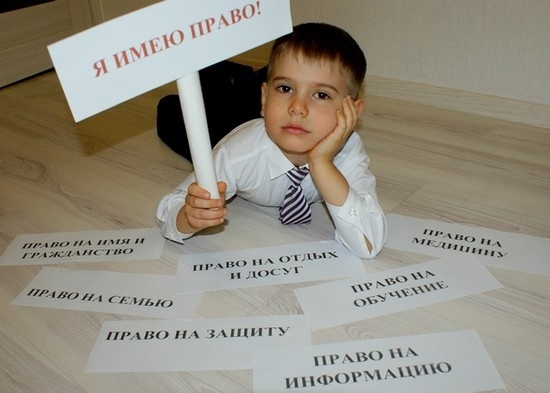 Я ИМЕЮ ПРАВО!
ПРАВО НА ИМЯ И
ГРАЖДАНСТВО
ПРАВО НА ОТДЫХ
И ДОСУГ
ПРАВО НА
МЕДИЦИНУ
ПРАВО НА СЕМЬЮ
ПРАВО НА
ОБУЧЕНИЕ
ПРАВО НА ЗАЩИТУ
ПРАВО НА
ИНФОРМАЦИЮ